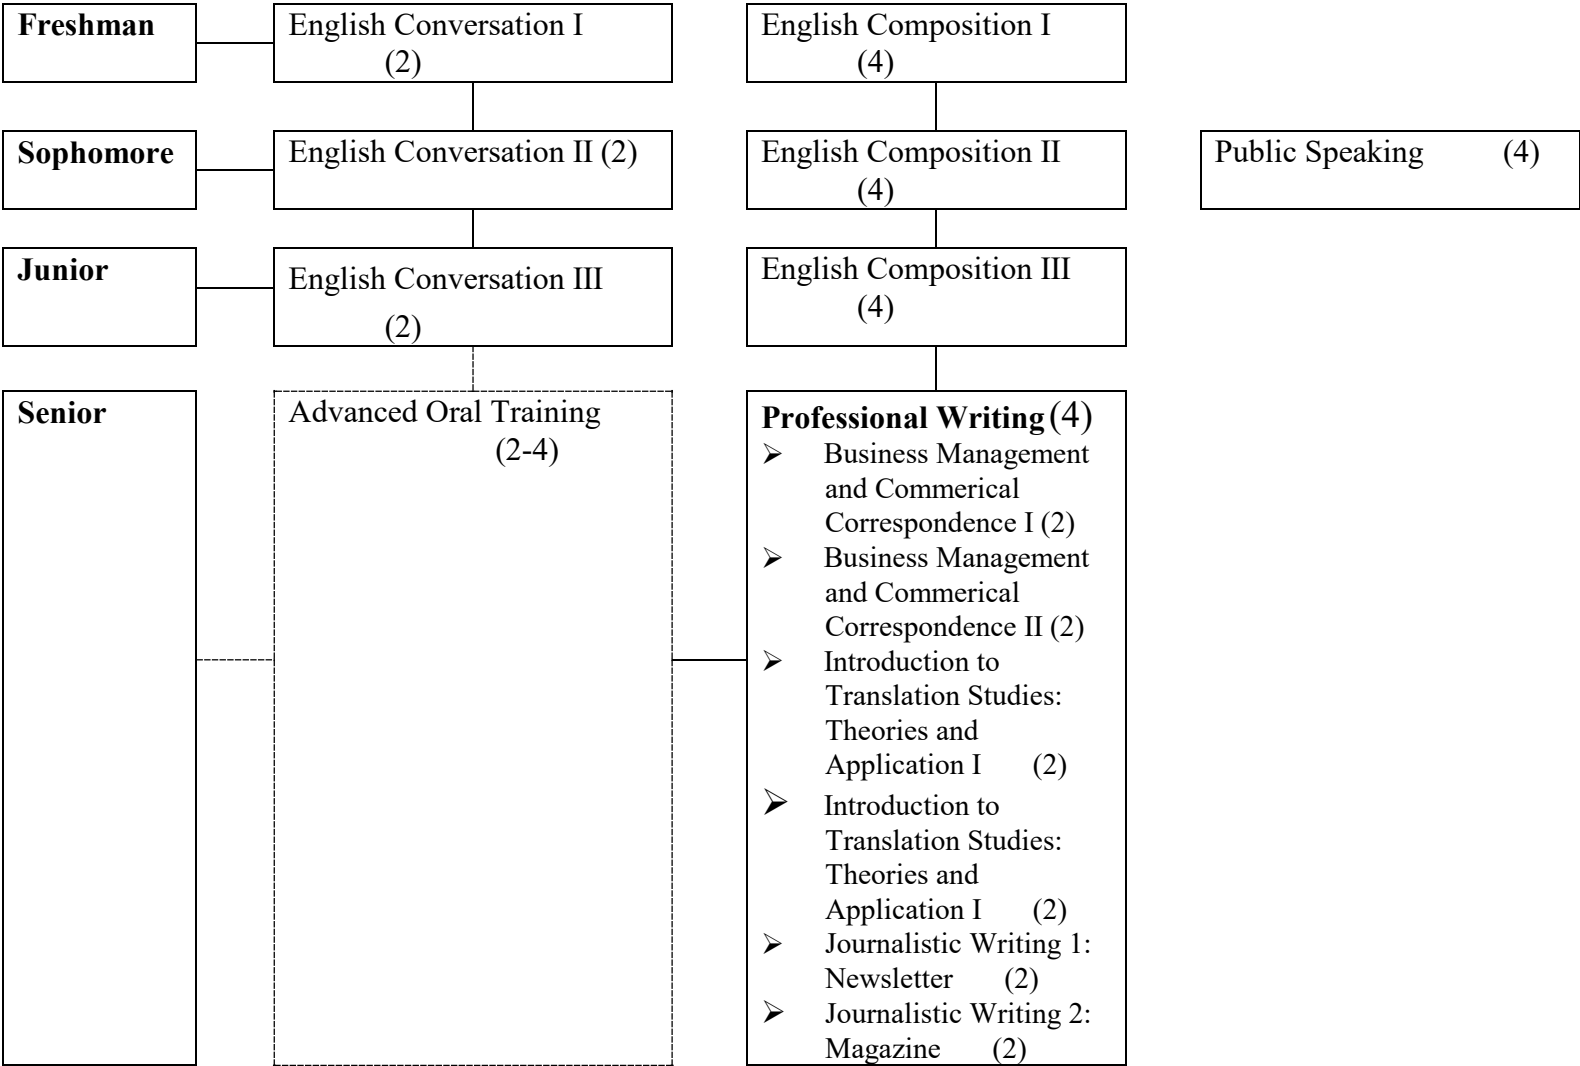 Freshman
English Conversation I
(2)
English Composition I
(4)
Sophomore
English Conversation II (2)
English Composition II
(4)
Public Speaking (4)
Junior
English Conversation III
(2)
English Composition III
(4)
Senior
Advanced Oral Training
(2-4)
Professional Writing (4)
➢ Business Management
and Commerical
Correspondence I (2)
➢ Business Management
and Commerical
Correspondence II (2)
➢ Introduction to
Translation Studies:
Theories and
Application I (2)
➢ Introduction to
Translation Studies:
Theories and
Application I (2)
➢ Journalistic Writing 1:
Newsletter (2)
➢ Journalistic Writing 2:
Magazine (2)